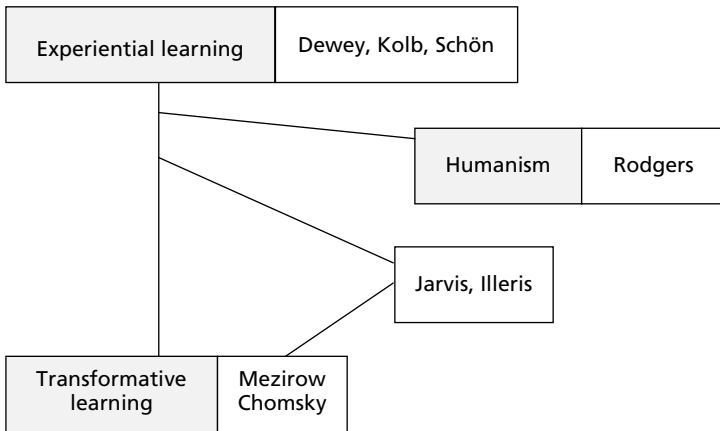 Experiential learning
Dewey, Kolb, Schön
Humanism
Rodgers
Jarvis, Illeris
Transformative
learning
Mezirow
Chomsky